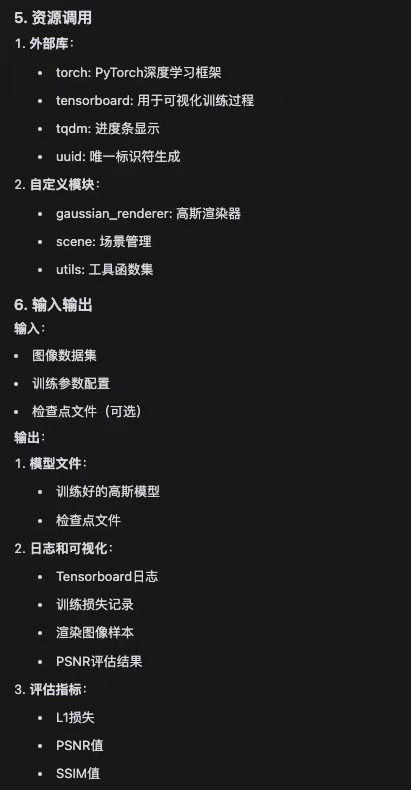 5. 资源调用
1. 外部库：
• torch: PyTorch深度学习框架
• tensorboard: 用于可视化训练过程
• tqdm: 进度条显示
• uuid: 唯一标识符生成
2. 自定义模块：
• gaussian_renderer: 高斯渲染器
• scene: 场景管理
• utils: 工具函数集
6. 输入输出
输入：
• 图像数据集
• 训练参数配置
• 检查点文件（可选）
输出：
1. 模型文件：
• 训练好的高斯模型
• 检查点文件
2. 日志和可视化：
• Tensorboard日志
• 训练损失记录
• 渲染图像样本
• PSNR评估结果
3. 评估指标：
• L1损失
• PSNR值
• SSIM值